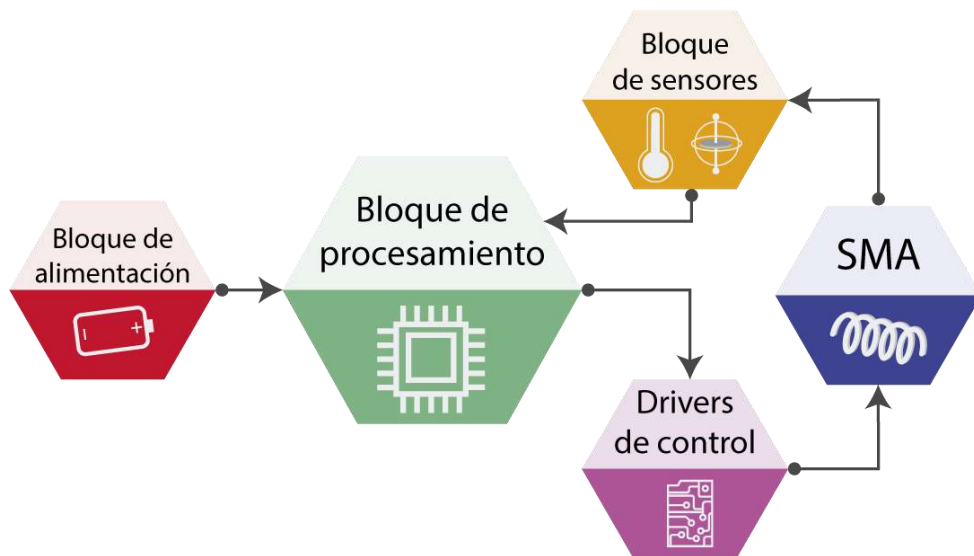 Bloque de
alimentación
Bloque de
procesamiento
Bloque
de sensores
SMA
Drivers
de control